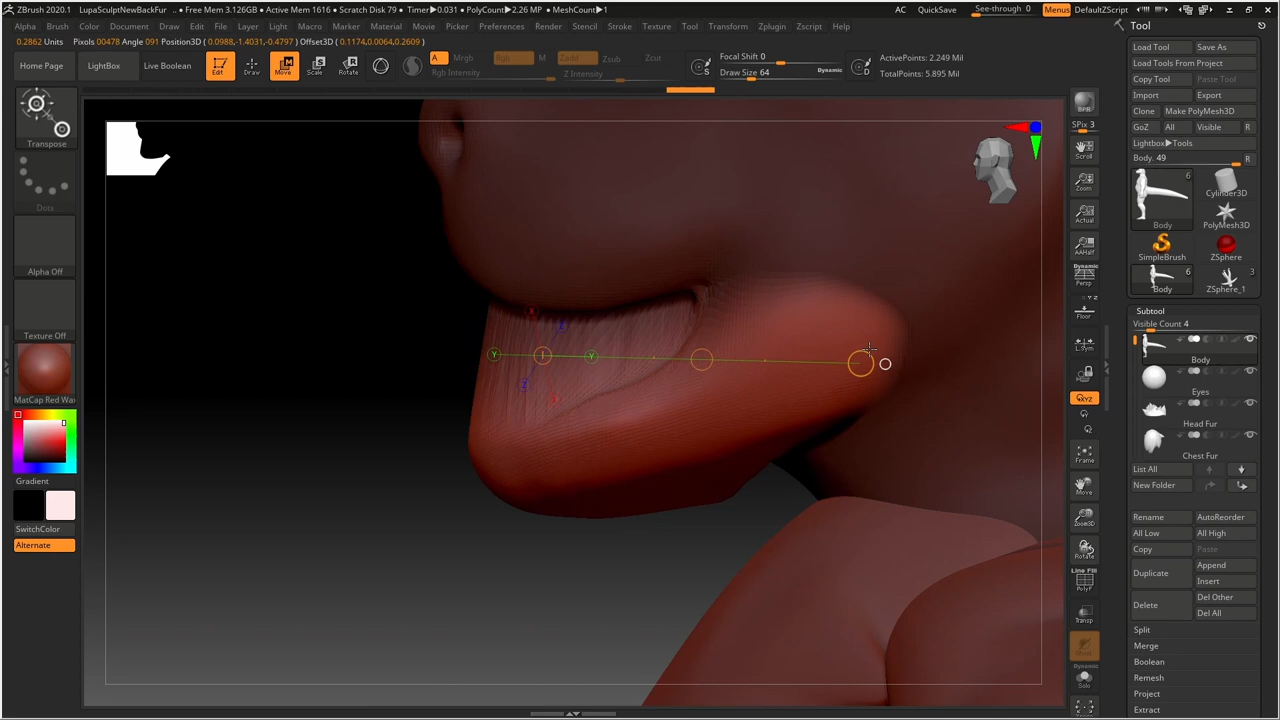 ZBrush 2020.1 LupaSculptNewBackFur • Free Mem 3.126GB • Active Mem 1616 • Scratch Disk 79 • Timer▶0.031 • PolyCount▶2.26 MP • MeshCount▶1 AC QuickSave See-through 0 Menus DefaultZScript
Alpha Brush Color Document Draw Edit File Layer Light Macro Marker Movie Picker Preferences Render Stencil Stroke Texture Tool Transform Zplugin Zscript Help
0.2862 Units Pixols 00478 Angle 091 Position3D ( 0.0988,-1.4031,-0.4797 ) Offset3D ( 0.1174,0.0064,0.2609 )
Home Page LightBox Live Boolean Edit Draw Move Scale Rotate
A Mrgb Rgb M Zadd Zsub Zcut
Rgb Intensity Z Intensity
Focal Shift 0
Draw Size 64 Dynamic
S D
ActivePoints: 2.249 Mil
TotalPoints: 5.895 Mil
Transpose
Dots
Alpha Off
Texture Off
MatCap Red Wax
Gradient
SwitchColor
Alternate
X
Z
Y Y
Z
BPR
SPix 3
Scroll
Zoom
Actual
AAHalf
Dynamic
Persp
Floor
L.Sym
XYZ
Frame
Move
Zoom3D
Rotate
Line Fill
PolyF
Transp
Ghost
Dynamic
Solo
Tool
Load Tool Save As
Load Tools From Project
Copy Tool Paste Tool
Import Export
Clone Make PolyMesh3D
GoZ All Visible R
Lightbox▶Tools
Body. 49 R
6
Cylinder3D
Body PolyMesh3D
SimpleBrush ZSphere
6 3
Body ZSphere_1
Subtool
Visible Count 4
Body
Eyes
Head Fur
Chest Fur
List All
New Folder
Rename AutoReorder
All Low All High
Copy Paste
Duplicate Append
Insert
Delete Del Other
Del All
Split
Merge
Boolean
Remesh
Project
Extract